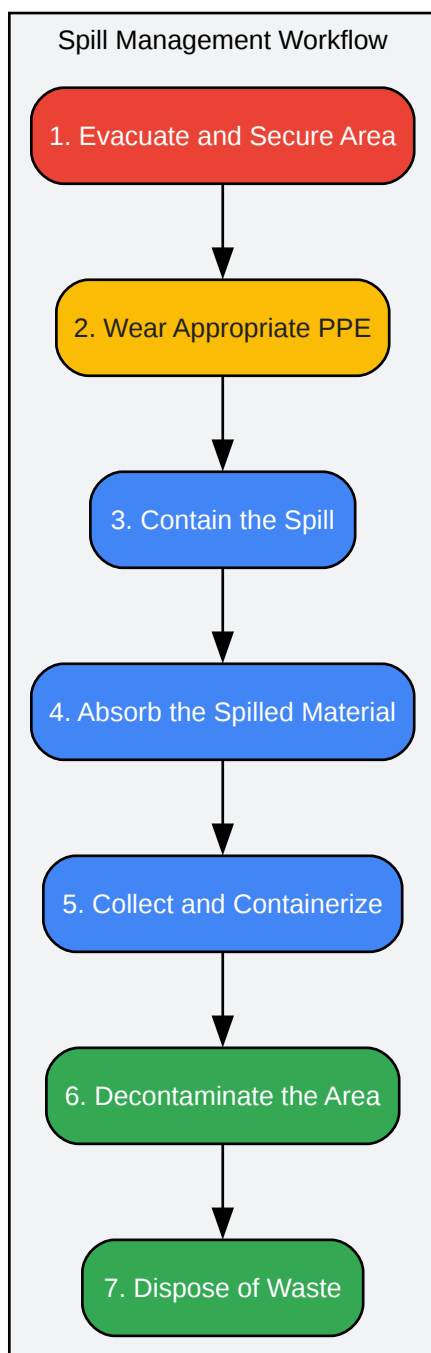 Spill Management Workflow
1. Evacuate and Secure Area
2. Wear Appropriate PPE
3. Contain the Spill
4. Absorb the Spilled Material
5. Collect and Containerize
6. Decontaminate the Area
7. Dispose of Waste